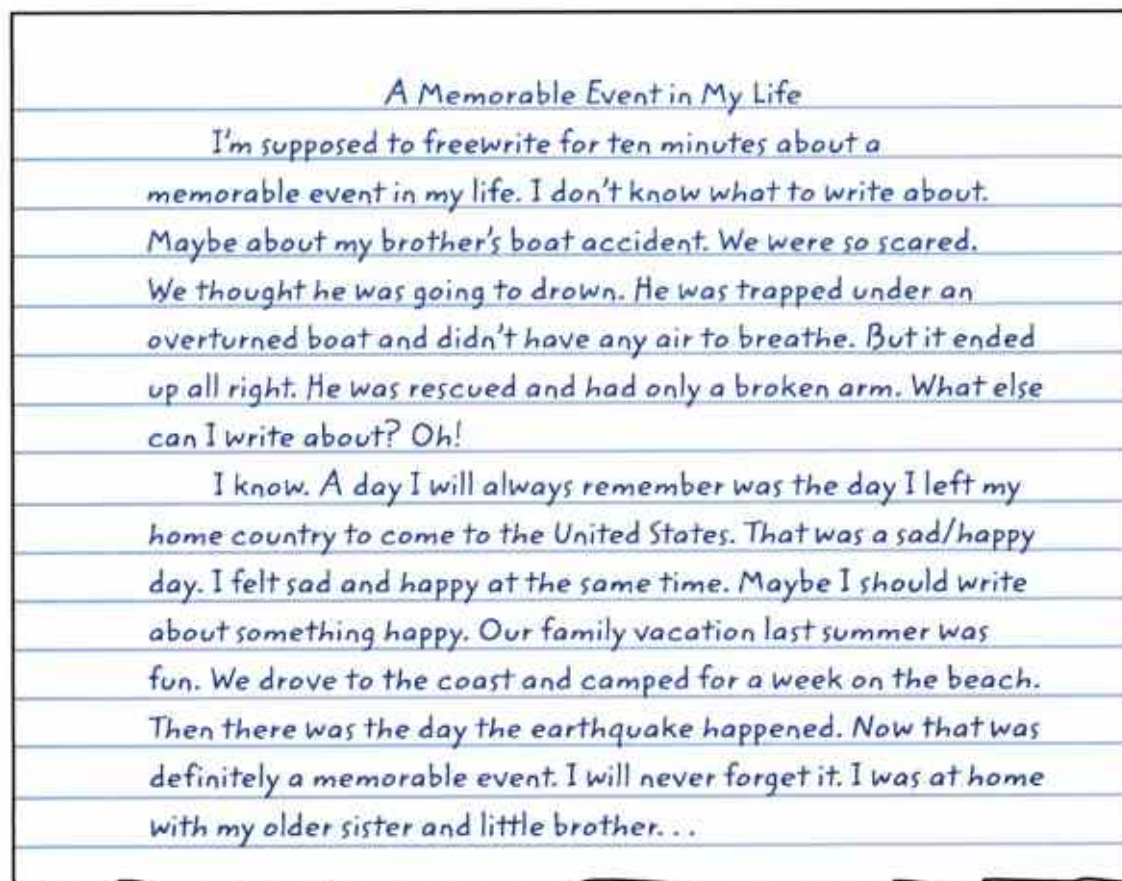 A Memorable Event in My Life
I'm supposed to freewrite for ten minutes about a
memorable event in my life. I don't know what to write about.
Maybe about my brother's boat accident. We were so scared.
We thought he was going to drown. He was trapped under an
overturned boat and didn't have any air to breathe. But it ended
up all right. He was rescued and had only a broken arm. What else
can I write about? Oh!
I know. A day I will always remember was the day I left my
home country to come to the United States. That was a sad/happy
day. I felt sad and happy at the same time. Maybe I should write
about something happy. Our family vacation last summer was
fun. We drove to the coast and camped for a week on the beach.
Then there was the day the earthquake happened. Now that was
definitely a memorable event. I will never forget it. I was at home
with my older sister and little brother. . .